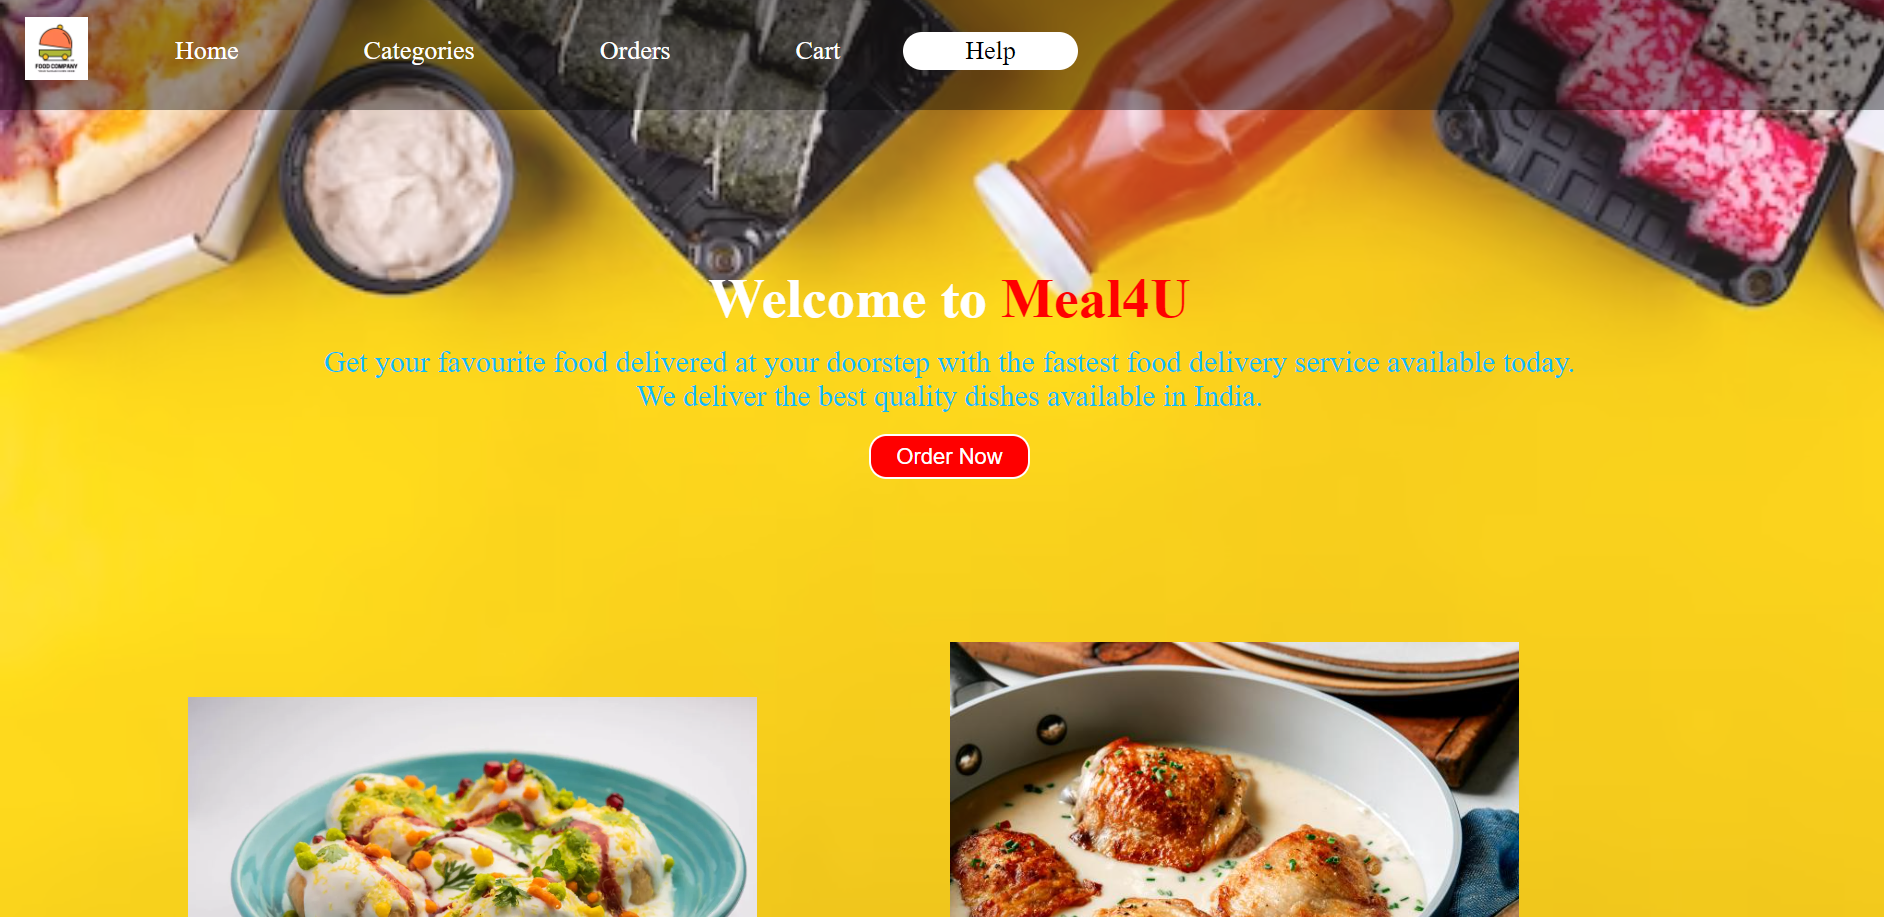 FOOD COMPANY
Home Categories Orders Cart Help
Welcome to Meal4U
Get your favourite food delivered at your doorstep with the fastest food delivery service available today.
We deliver the best quality dishes available in India.
Order Now